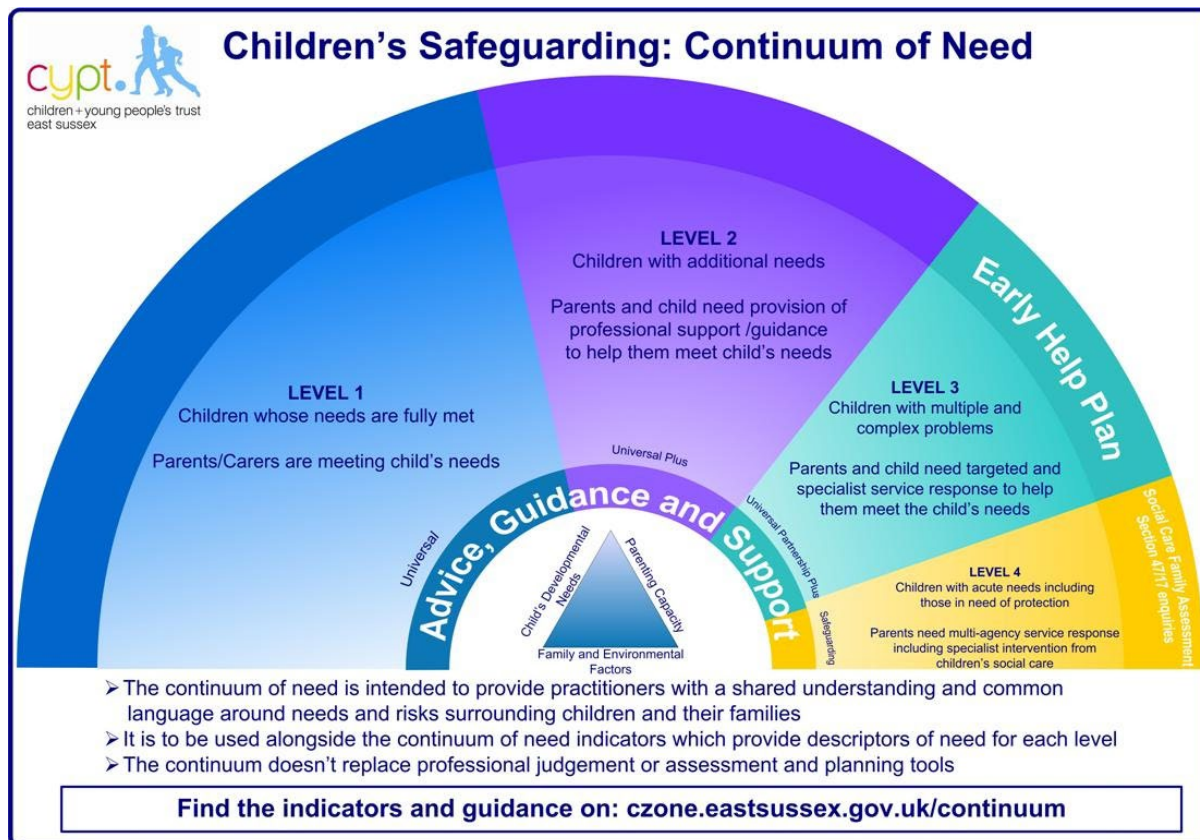 Children's Safeguarding: Continuum of Need
cypt.
children + young people's trust
east sussex
LEVEL 1
Children whose needs are fully met
Parents/Carers are meeting child's needs
LEVEL 2
Children with additional needs
Parents and child need provision of
professional support /guidance
to help them meet child's needs
Early Help Plan
LEVEL 3
Children with multiple and
complex problems
Parents and child need targeted and
specialist service response to help
them meet the child's needs
Social Care Family Assessment
Section 47/17 enquiries
LEVEL 4
Children with acute needs including
those in need of protection
Parents need multi-agency service response
including specialist intervention from
children's social care
Universal
Universal Plus
Universal Partnership Plus
Safeguarding
Advice, Guidance and Support
Child's Developmental
Needs
Parenting Capacity
Family and Environmental
Factors
➢ The continuum of need is intended to provide practitioners with a shared understanding and common
language around needs and risks surrounding children and their families
➢ It is to be used alongside the continuum of need indicators which provide descriptors of need for each level
➢ The continuum doesn't replace professional judgement or assessment and planning tools
Find the indicators and guidance on: czone.eastsussex.gov.uk/continuum